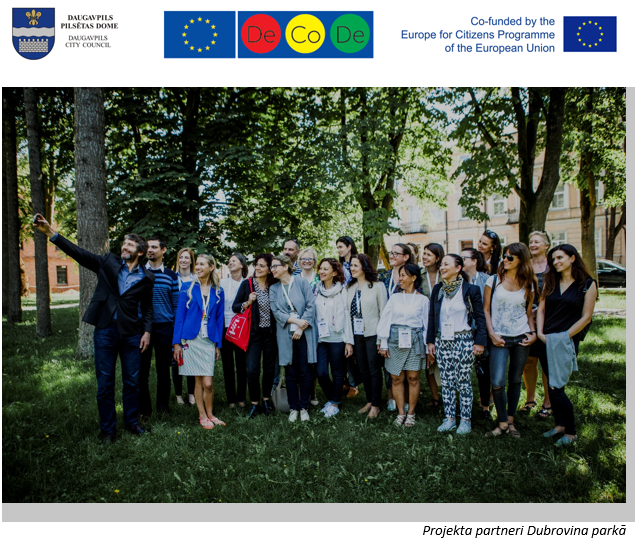 DAUGAVPILS
PILSĒTAS DOME
DAUGAVPILS
CITY COUNCIL
De Co De
Co-funded by the
Europe for Citizens Programme
of the European Union
Projekta partneri Dubrovina parkā